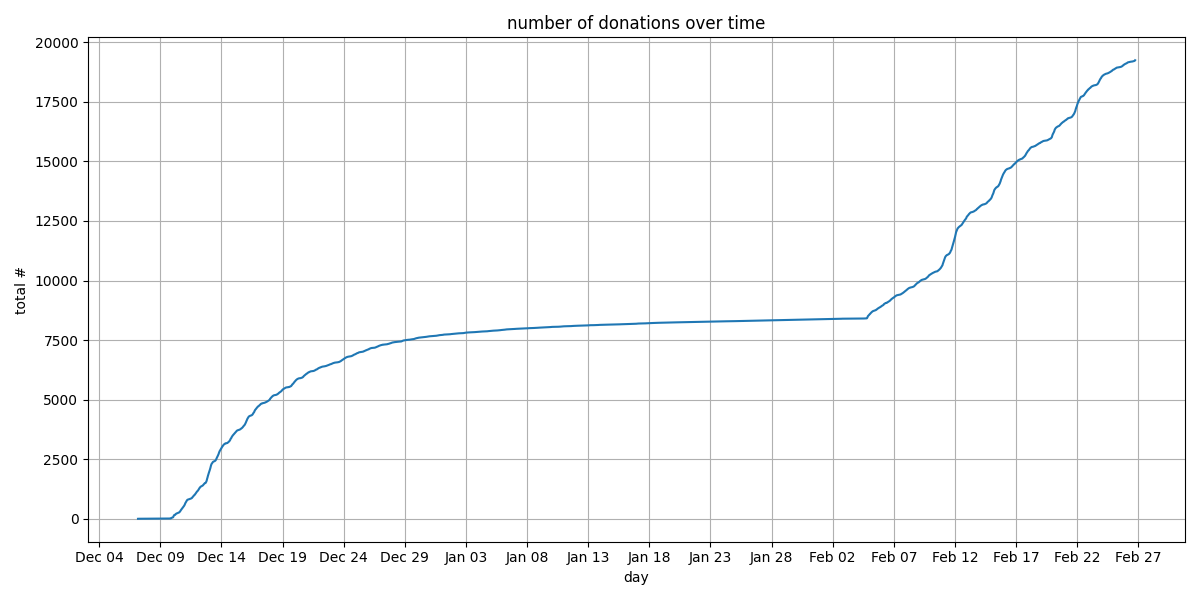 number of donations over time
total #
20000
17500
15000
12500
10000
7500
5000
2500
0
Dec 04 Dec 09 Dec 14 Dec 19 Dec 24 Dec 29 Jan 03 Jan 08 Jan 13 Jan 18 Jan 23 Jan 28 Feb 02 Feb 07 Feb 12 Feb 17 Feb 22 Feb 27
day